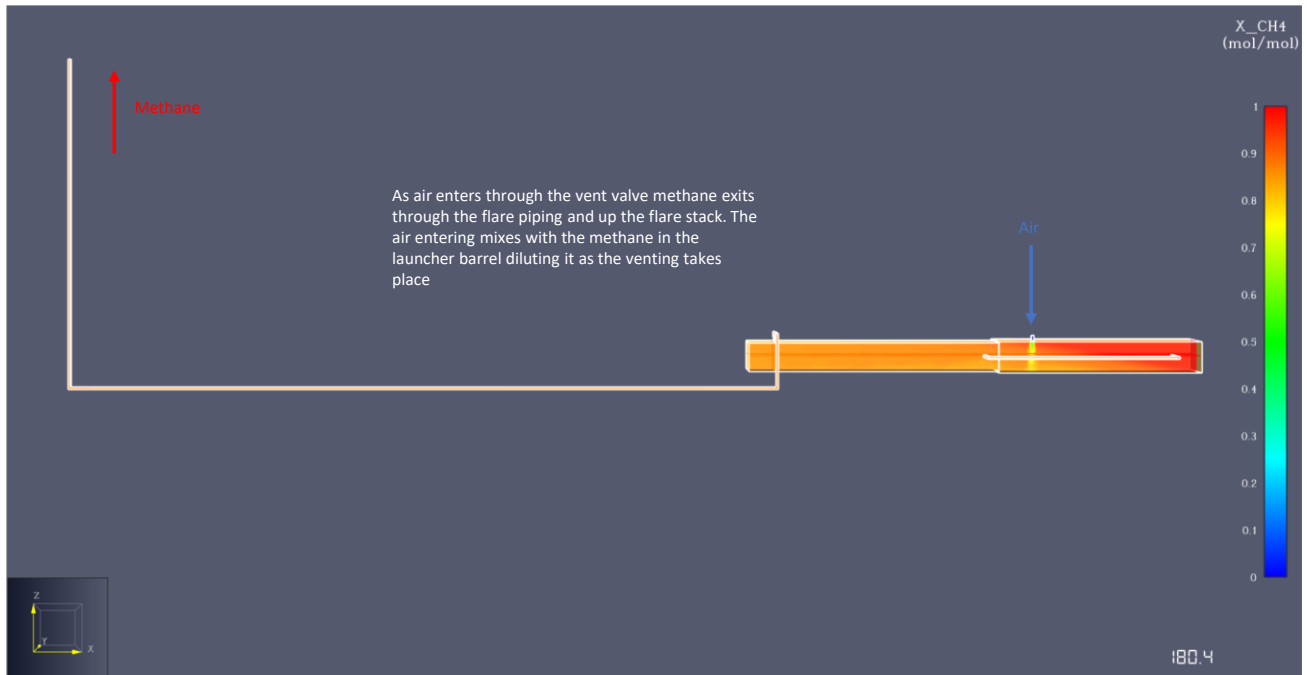 X_CH4
(mol/mol)
Methane
As air enters through the vent valve methane exits
through the flare piping and up the flare stack. The
air entering mixes with the methane in the
launcher barrel diluting it as the venting takes
place
Air
1
0.9
0.8
0.7
0.6
0.5
0.4
0.3
0.2
0.1
0
Z
Y
X
180.4